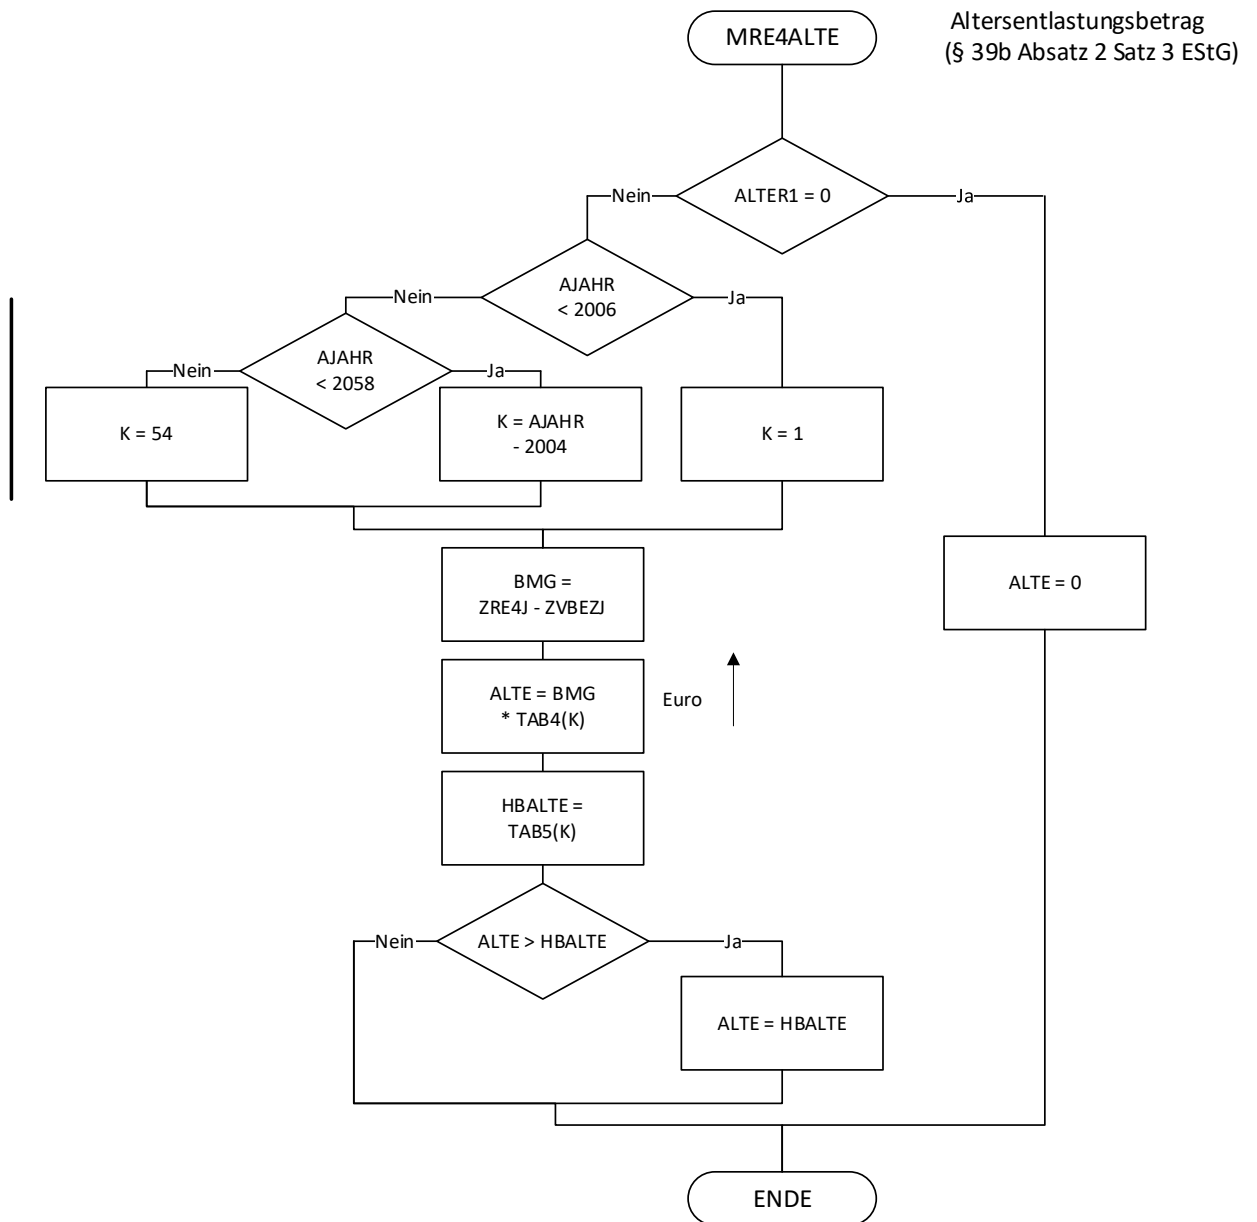 MRE4ALTE
Altersentlastungsbetrag
(§ 39b Absatz 2 Satz 3 EStG)
Nein
ALTER1 = 0
Ja
Nein
AJAHR
< 2006
Ja
Nein
AJAHR
< 2058
Ja
K = 54
K = AJAHR
- 2004
K = 1
BMG =
ZRE4J - ZVBEZJ
ALTE = 0
ALTE = BMG
* TAB4(K)
Euro
HBALTE =
TAB5(K)
Nein
ALTE > HBALTE
Ja
ALTE = HBALTE
ENDE